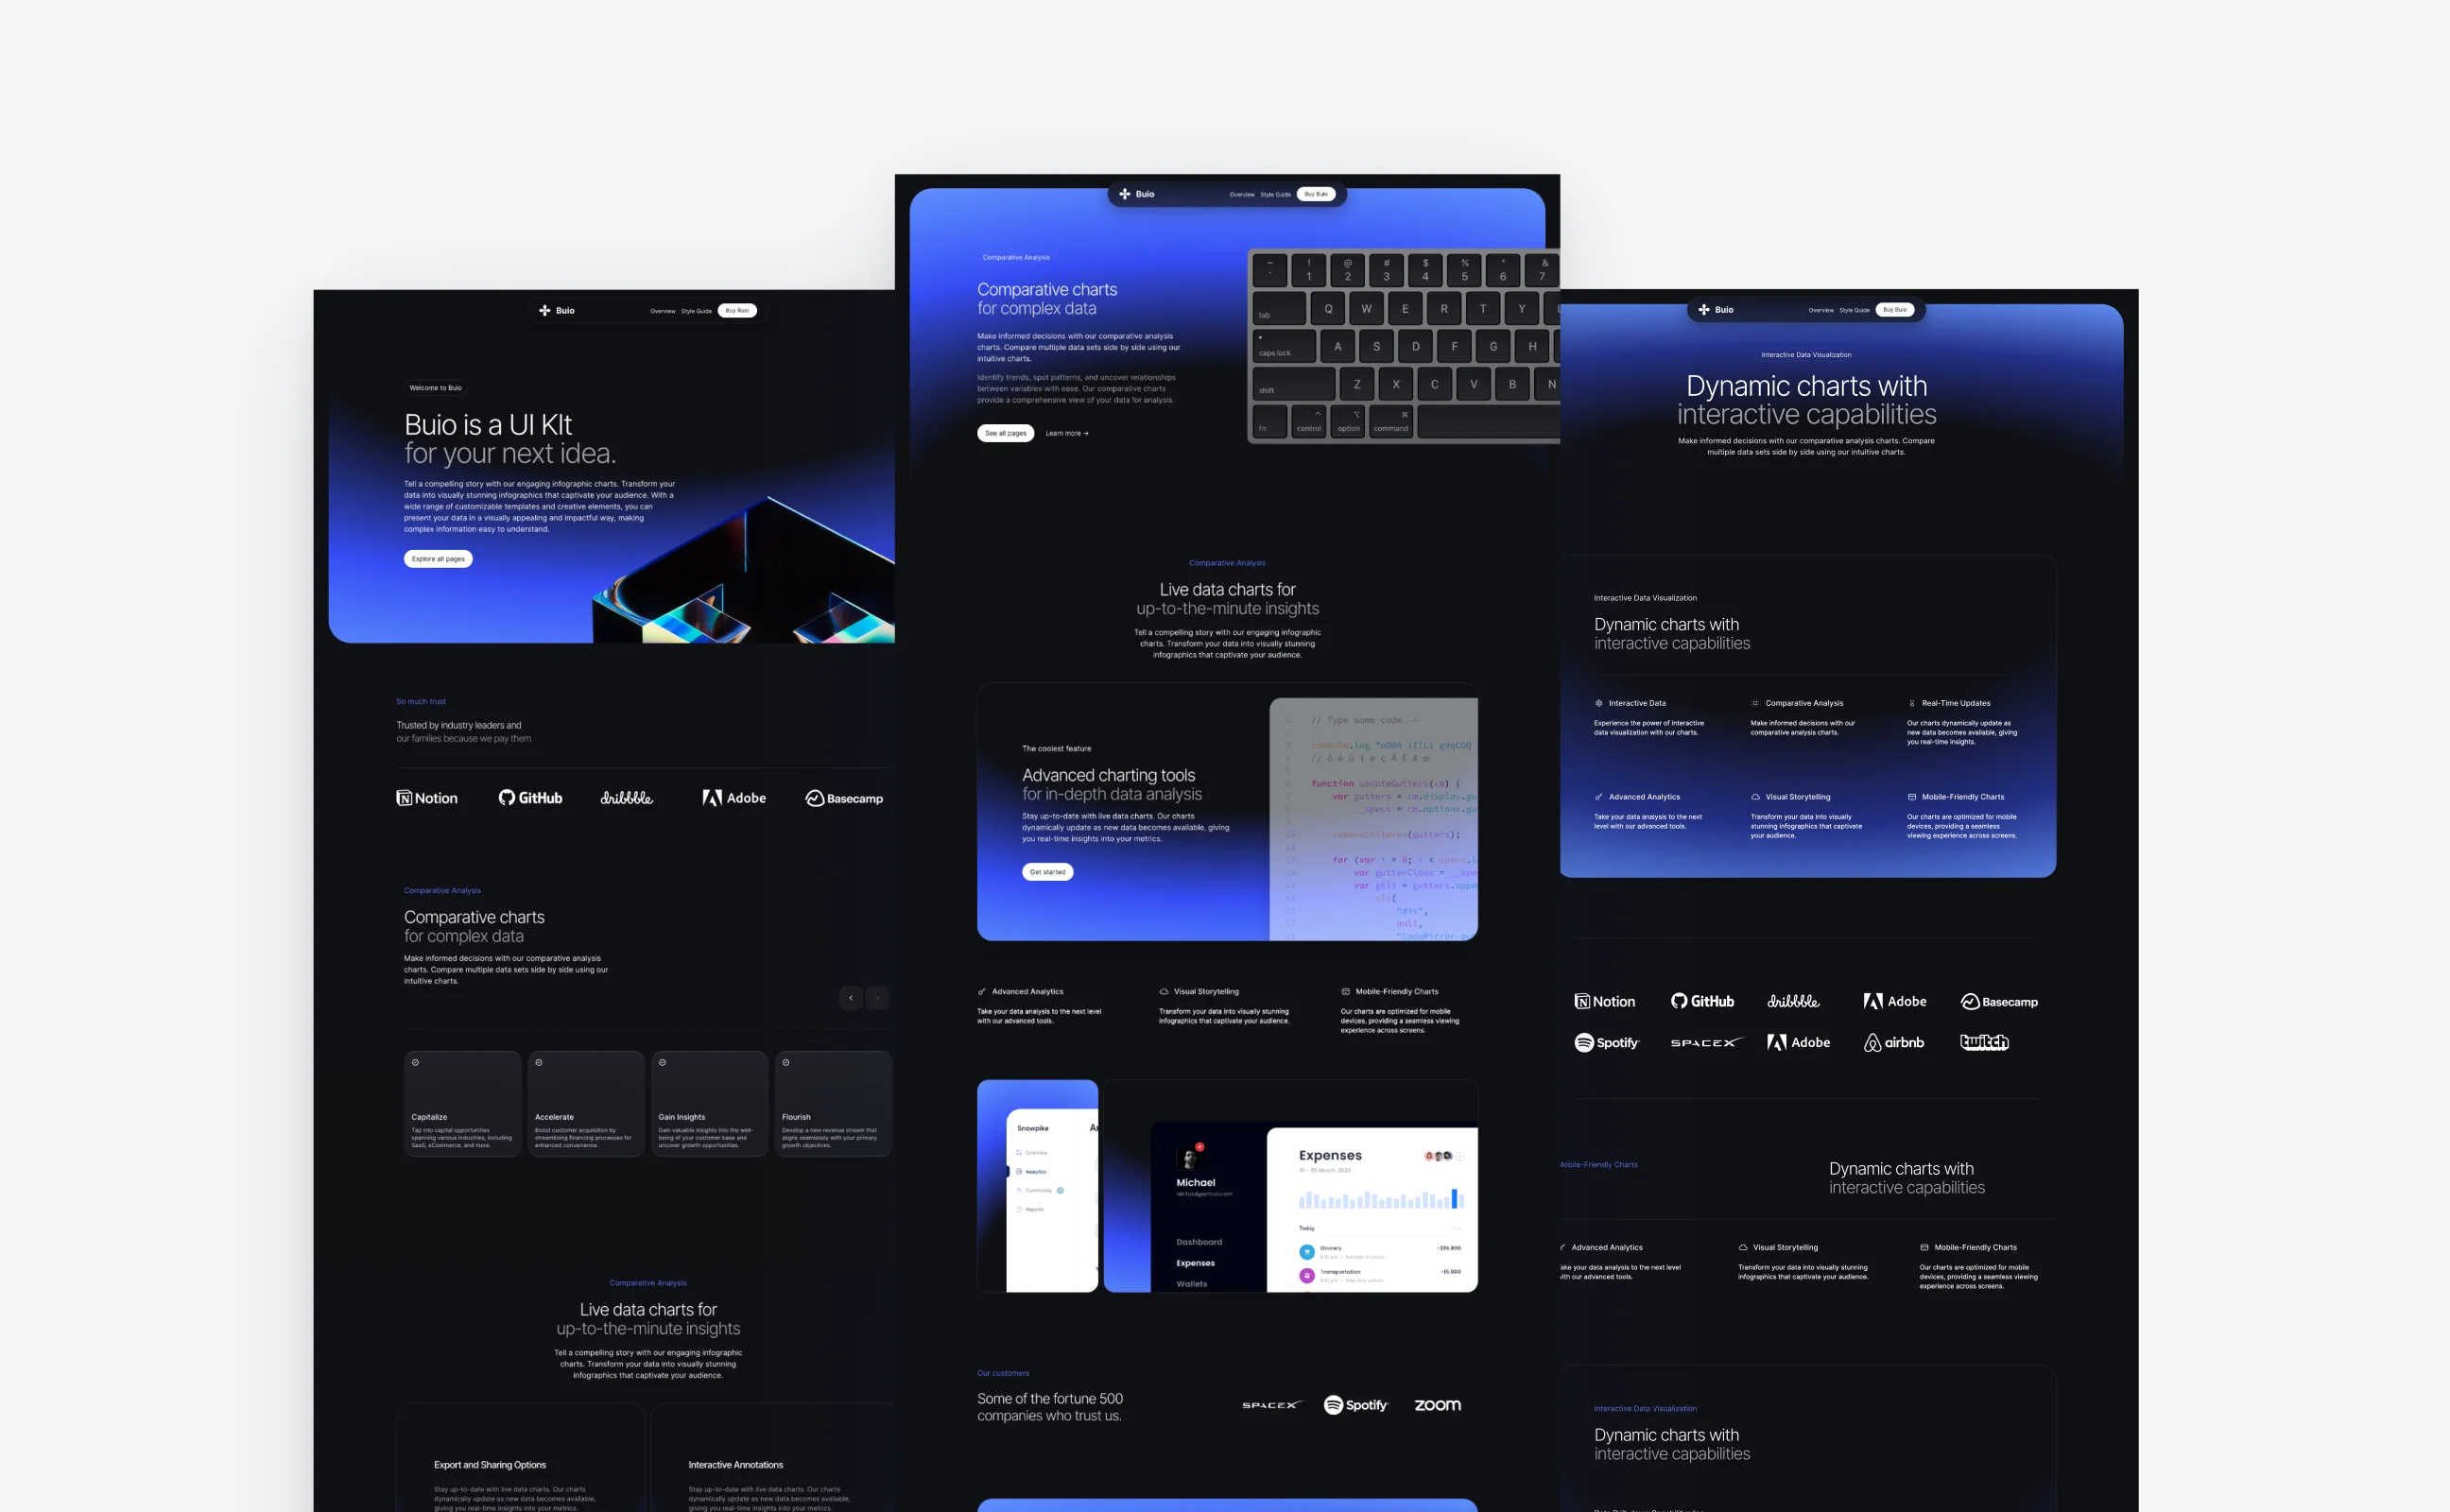 Buio
Overview Style Guide Buy Buio
Welcome to Buio
Buio is a UI KIt
for your next idea.
Tell a compelling story with our engaging infographic charts. Transform your
data into visually stunning infographics that captivate your audience. With a
wide range of customizable templates and creative elements, you can
present your data in a visually appealing and impactful way, making
complex information easy to understand.
Explore all pages
So much trust
Trusted by industry leaders and
our families because we pay them
Notion GitHub dribbble Adobe Basecamp
Comparative Analysis
Comparative charts
for complex data
Make informed decisions with our comparative analysis
charts. Compare multiple data sets side by side using our
intuitive charts.
Capitalize
Tap into capital opportunities
spanning various industries, including
SaaS, eCommerce, and more.
Accelerate
Boost customer acquisition by
streamlining financing processes for
enhanced convenience.
Gain Insights
Gain valuable insights into the well-
being of your customer base and
uncover growth opportunities.
Flourish
Develop a new revenue stream that
aligns seamlessly with your primary
growth objectives.
Comparative Analysis
Live data charts for
up-to-the-minute insights
Tell a compelling story with our engaging infographic
charts. Transform your data into visually stunning
infographics that captivate your audience.
Export and Sharing Options
Stay up-to-date with live data charts. Our charts
dynamically update as new data becomes available,
giving you real-time insights into your metrics.
Interactive Annotations
Stay up-to-date with live data charts. Our charts
dynamically update as new data becomes available,
giving you real-time insights into your metrics.
Buio
Overview Style Guide Buy Buio
Comparative Analysis
Comparative charts
for complex data
Make informed decisions with our comparative analysis
charts. Compare multiple data sets side by side using our
intuitive charts.
Identify trends, spot patterns, and uncover relationships
between variables with ease. Our comparative charts
provide a comprehensive view of your data for analysis.
See all pages Learn more →
~ ! @ # $ % ^ &
` 1 2 3 4 5 6 7
tab Q W E R T Y
caps lock A S D F G H
shift Z X C V B N
fn control option command
Comparative Analysis
Live data charts for
up-to-the-minute insights
Tell a compelling story with our engaging infographic
charts. Transform your data into visually stunning
infographics that captivate your audience.
The coolest feature
Advanced charting tools
for in-depth data analysis
Stay up-to-date with live data charts. Our charts
dynamically update as new data becomes available, giving
you real-time insights into your metrics.
Get started
1 // Type some code ->
2
3 console.log "oO08 iIlL1 g9qCGQ
4
5
6 function updateGutters(cm) {
7 var gutters = cm.display.gu
8 __specs = cm.options.gu
9
10 removeChildren(gutters);
11
12 for (var i = 0; i < specs.l
13 var gutterClass = __spe
14 var gElt = gutters.appe
15 elt(
16 "div",
17 null,
18 "CodeMirror-gu
Advanced Analytics
Take your data analysis to the next level
with our advanced tools.
Visual Storytelling
Transform your data into visually stunning
infographics that captivate your audience.
Mobile-Friendly Charts
Our charts are optimized for mobile
devices, providing a seamless viewing
experience across screens.
Snowpike
Overview
Analytics
Cummunity
Reports
Michael
Dashboard
Expenses
Wallets
Expenses
01 - 25 March, 2020
Today
Grocery -326.800
Transportation -15.000
Our customers
Some of the fortune 500
companies who trust us.
SPACEX Spotify zoom
Buio
Overview Style Guide Buy Buio
Interactive Data Visualization
Dynamic charts with
interactive capabilities
Make informed decisions with our comparative analysis charts. Compare
multiple data sets side by side using our intuitive charts.
Interactive Data Visualization
Dynamic charts with
interactive capabilities
Interactive Data
Experience the power of interactive
data visualization with our charts.
Comparative Analysis
Make informed decisions with our
comparative analysis charts.
Real-Time Updates
Our charts dynamically update as
new data becomes available, giving
you real-time insights.
Advanced Analytics
Take your data analysis to the next
level with our advanced tools.
Visual Storytelling
Transform your data into visually
stunning infographics that captivate
your audience.
Mobile-Friendly Charts
Our charts are optimized for mobile
devices, providing a seamless
viewing experience across screens.
Notion GitHub dribbble Adobe Basecamp
Spotify SPACEX Adobe airbnb twitch
Mobile-Friendly Charts
Dynamic charts with
interactive capabilities
Advanced Analytics
ake your data analysis to the next level
ith our advanced tools.
Visual Storytelling
Transform your data into visually stunning
infographics that captivate your audience.
Mobile-Friendly Charts
Our charts are optimized for mobile
devices, providing a seamless viewing
experience across screens.
Interactive Data Visualization
Dynamic charts with
interactive capabilities